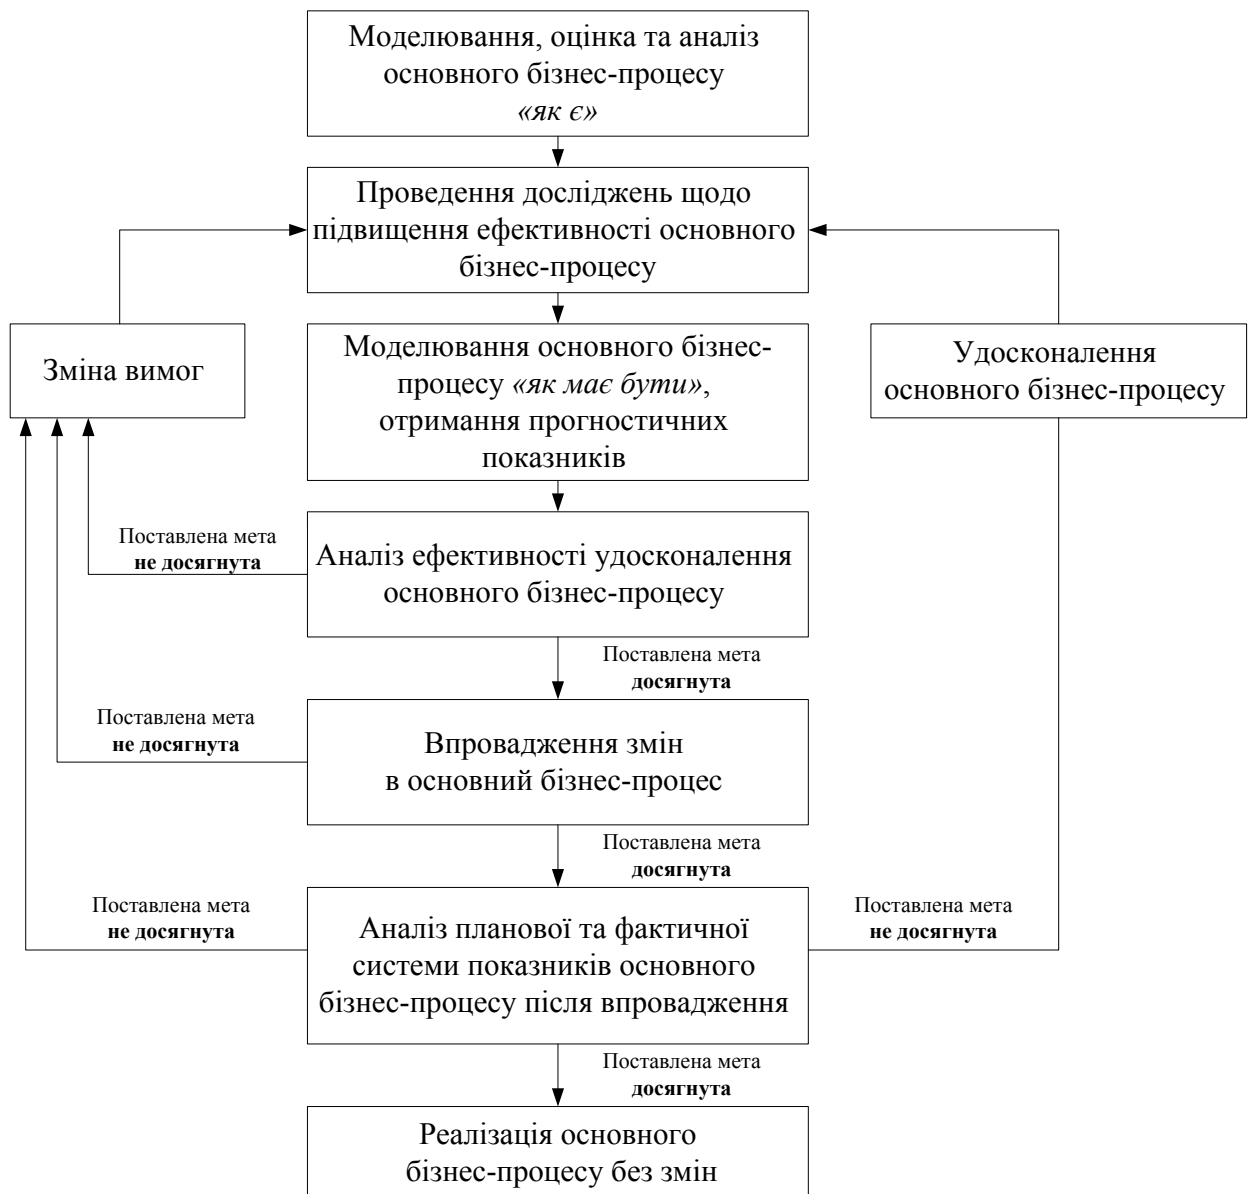 Моделювання, оцінка та аналіз
основного бізнес-процесу
«як є»
Проведення досліджень щодо
підвищення ефективності основного
бізнес-процесу
Зміна вимог
Моделювання основного бізнес-
процесу «як має бути»,
отримання прогностичних
показників
Удосконалення
основного бізнес-процесу
Поставлена мета
не досягнута
Аналіз ефективності удосконалення
основного бізнес-процесу
Поставлена мета
досягнута
Поставлена мета
не досягнута
Впровадження змін
в основний бізнес-процес
Поставлена мета
досягнута
Поставлена мета
не досягнута
Аналіз планової та фактичної
системи показників основного
бізнес-процесу після впровадження
Поставлена мета
не досягнута
Поставлена мета
досягнута
Реалізація основного
бізнес-процесу без змін